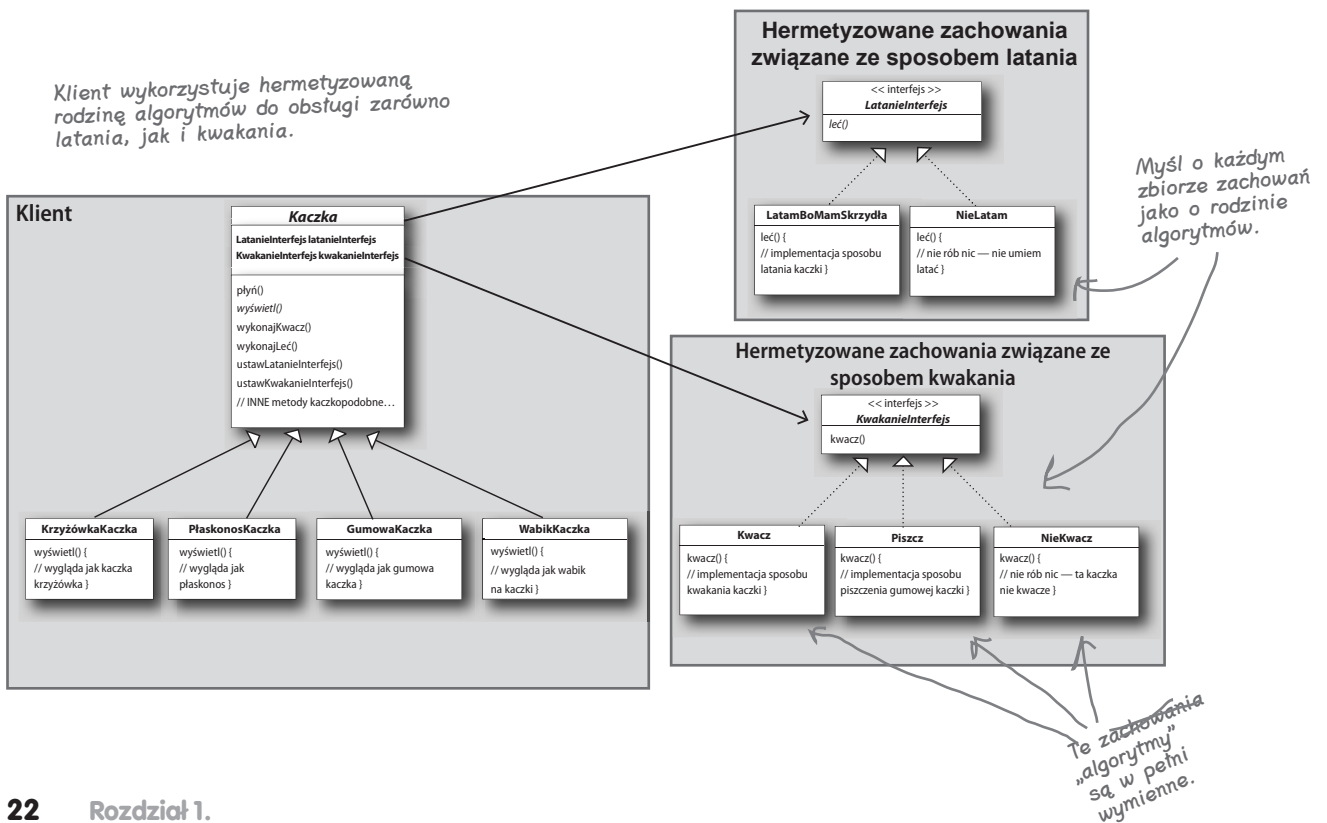 Klient wykorzystuje hermetyzowaną
rodzinę algorytmów do obsługi zarówno
latania, jak i kwakania.
Hermetyzowane zachowania
związane ze sposobem latania
<< interfejs >>
LatanieInterfejs
leć()
LatamBoMamSkrzydła
leć() {
// implementacja sposobu
latania kaczki }
NieLatam
leć() {
// nie rób nic — nie umiem
latać }
Myśl o każdym
zbiorze zachowań
jako o rodzinie
algorytmów.
Klient
Kaczka
LatanieInterfejs latanieInterfejs
KwakanieInterfejs kwakanieInterfejs
płyń()
wyświetl()
wykonajKwacz()
wykonajLeć()
ustawLatanieInterfejs()
ustawKwakanieInterfejs()
// INNE metody kaczkopodobne…
KrzyżówkaKaczka
wyświetl() {
// wygląda jak kaczka
krzyżówka }
PłaskonosKaczka
wyświetl() {
// wygląda jak
płaskonos }
GumowaKaczka
wyświetl() {
// wygląda jak gumowa
kaczka }
WabikKaczka
wyświetl() {
// wygląda jak wabik
na kaczki }
Hermetyzowane zachowania związane ze
sposobem kwakania
<< interfejs >>
KwakanieInterfejs
kwacz()
Kwacz
kwacz() {
// implementacja sposobu
kwakania kaczki }
Piszcz
kwacz() {
// implementacja sposobu
piszczenia gumowej kaczki }
NieKwacz
kwacz() {
// nie rób nic — ta kaczka
nie kwacze }
Te zachowania
„algorytmy”
są w pełni
wymienne.
22 Rozdział 1.